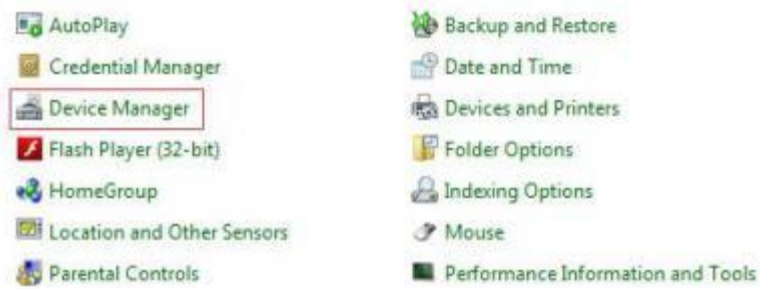 AutoPlay
Backup and Restore
Credential Manager
Date and Time
Device Manager
Devices and Printers
Flash Player (32-bit)
Folder Options
HomeGroup
Indexing Options
Location and Other Sensors
Mouse
Parental Controls
Performance Information and Tools